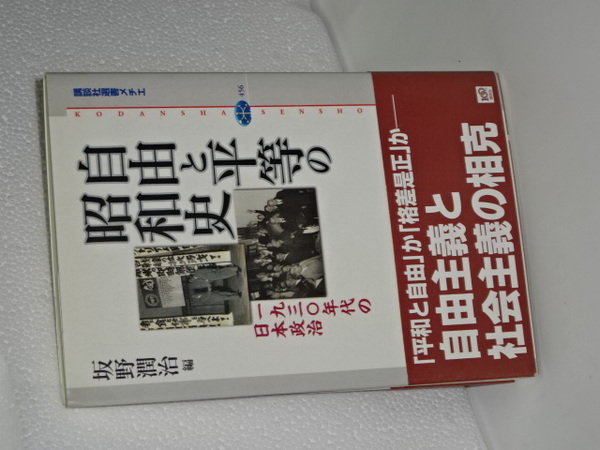 講談社選書メチエ
456
KODANSHA SENSHO
自由と平等の
昭和史
一九三〇年代の
日本政治
坂野潤治 編
「平和と自由」か「格差是正」か──
自由主義と
社会主義の相克